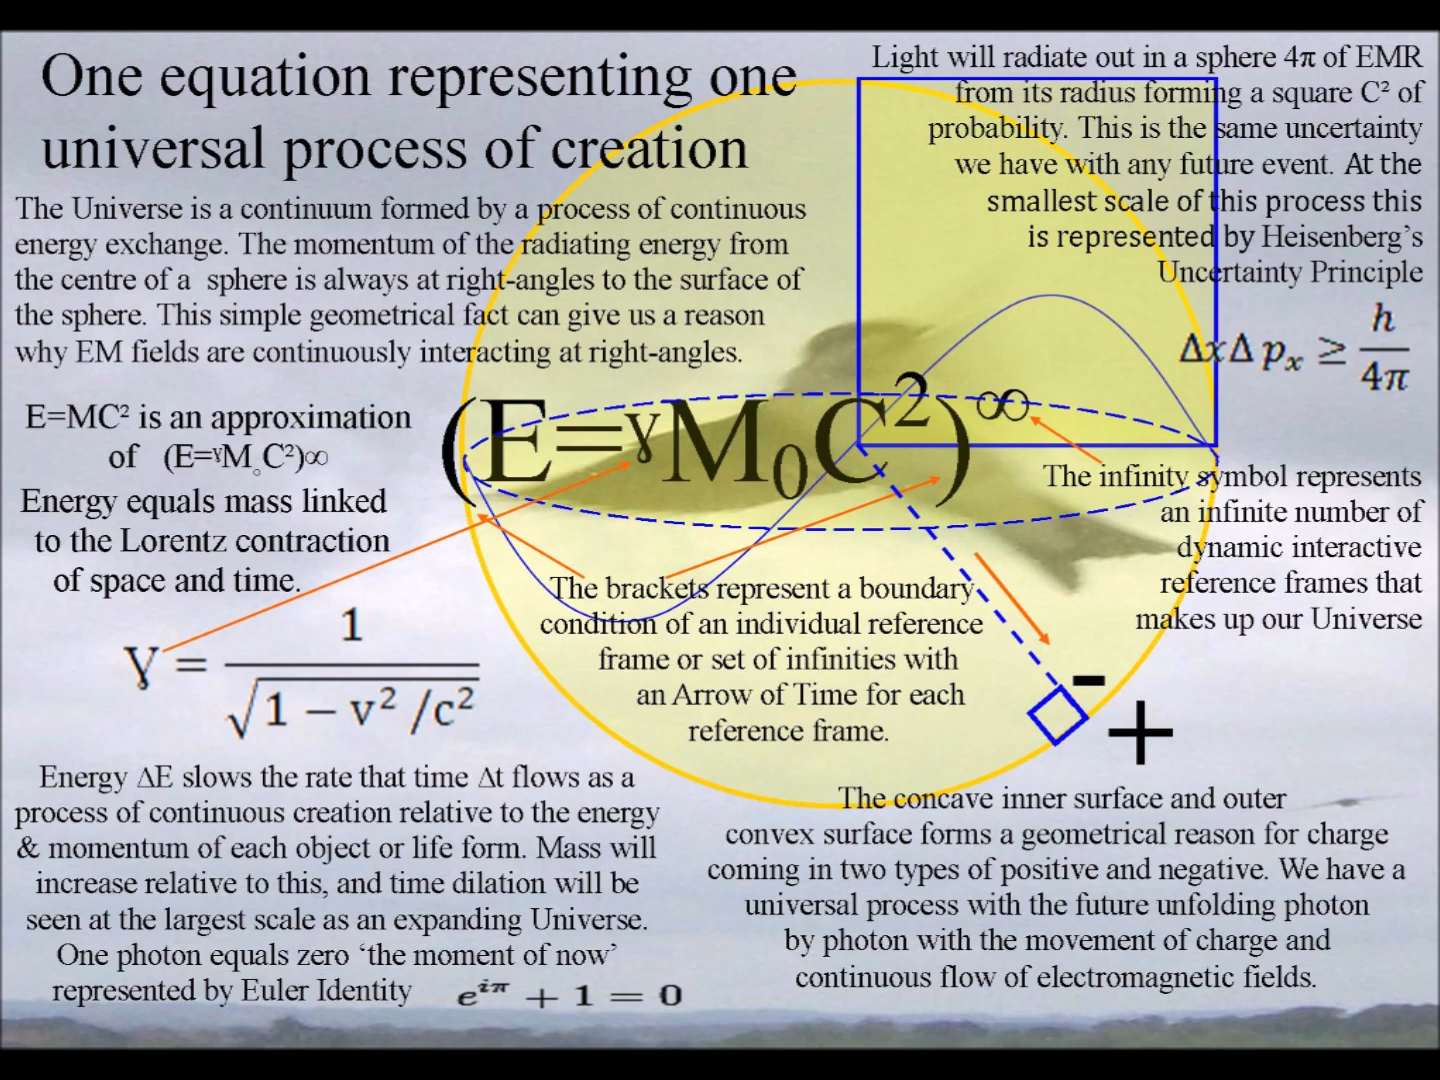 One equation representing one
universal process of creation
The Universe is a continuum formed by a process of continuous
energy exchange. The momentum of the radiating energy from
the centre of a sphere is always at right-angles to the surface of
the sphere. This simple geometrical fact can give us a reason
why EM fields are continuously interacting at right-angles.
Light will radiate out in a sphere 4π of EMR
from its radius forming a square C² of
probability. This is the same uncertainty
we have with any future event. At the
smallest scale of this process this
is represented by Heisenberg’s
Uncertainty Principle
ΔxΔpₓ ≥ h/4π
(E=ɣM₀C²)∞
E=MC² is an approximation
of (E=ɣM₀C²)∞
Energy equals mass linked
to the Lorentz contraction
of space and time.
ɣ = 1/√1 − v² /c²
The infinity symbol represents
an infinite number of
dynamic interactive
reference frames that
makes up our Universe
The brackets represent a boundary
condition of an individual reference
frame or set of infinities with
an Arrow of Time for each
reference frame.
-
+
Energy ΔE slows the rate that time Δt flows as a
process of continuous creation relative to the energy
& momentum of each object or life form. Mass will
increase relative to this, and time dilation will be
seen at the largest scale as an expanding Universe.
One photon equals zero ‘the moment of now’
represented by Euler Identity e^iπ + 1 = 0
The concave inner surface and outer
convex surface forms a geometrical reason for charge
coming in two types of positive and negative. We have a
universal process with the future unfolding photon
by photon with the movement of charge and
continuous flow of electromagnetic fields.